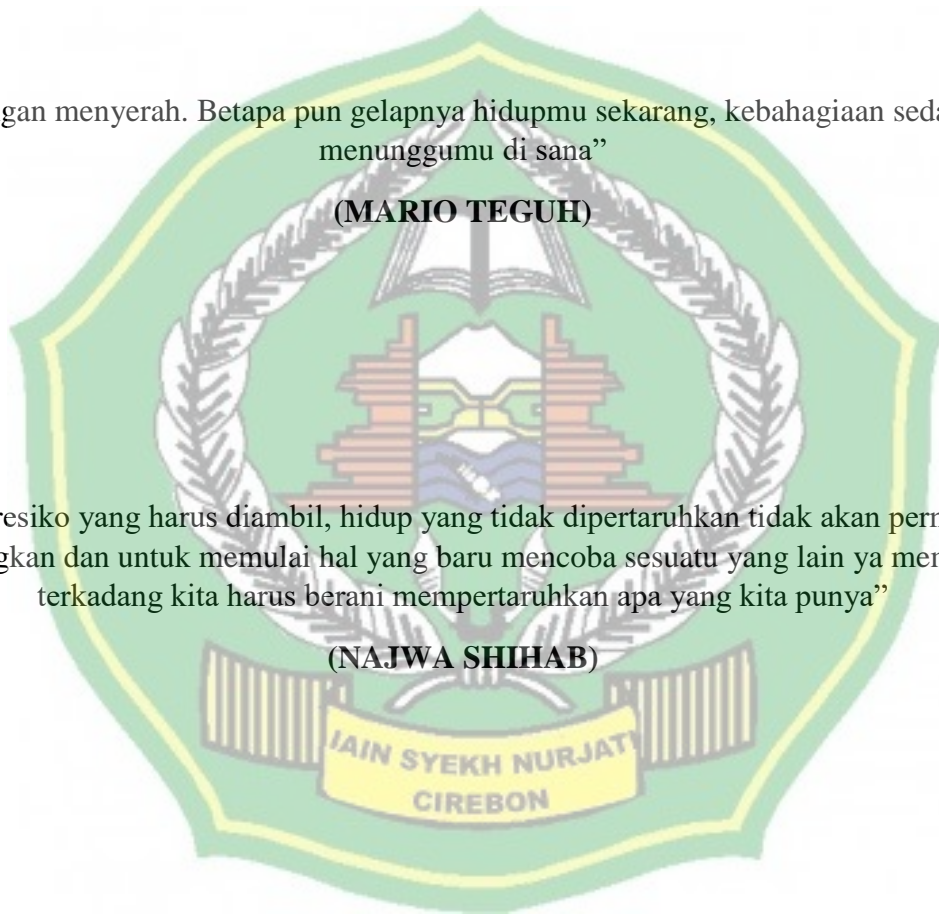 gan menyerah. Betapa pun gelapnya hidupmu sekarang, kebahagiaan seda
menunggumu di sana”
(MARIO TEGUH)
resiko yang harus diambil, hidup yang tidak dipertaruhkan tidak akan pern
gkan dan untuk memulai hal yang baru mencoba sesuatu yang lain ya mem
terkadang kita harus berani mempertaruhkan apa yang kita punya”
(NAJWA SHIHAB)
IAIN SYEKH NURJATI
CIREBON